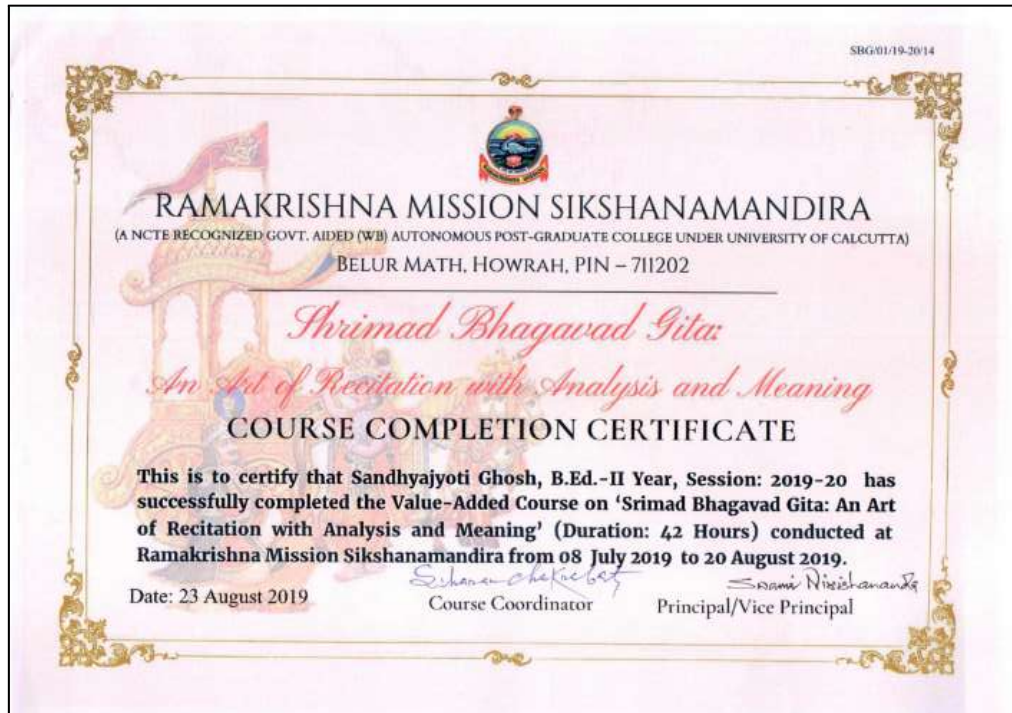 SBG/01/19-20/14
RAMAKRISHNA MISSION SIKSHANAMANDIRA
(A NCTE RECOGNIZED GOVT. AIDED (WB) AUTONOMOUS POST-GRADUATE COLLEGE UNDER UNIVERSITY OF CALCUTTA)
BELUR MATH, HOWRAH, PIN – 711202
Shrimad Bhagavad Gita:
An Art of Recitation with Analysis and Meaning
COURSE COMPLETION CERTIFICATE
This is to certify that Sandhyajyoti Ghosh, B.Ed.-II Year, Session: 2019-20 has
successfully completed the Value-Added Course on 'Srimad Bhagavad Gita: An Art
of Recitation with Analysis and Meaning' (Duration: 42 Hours) conducted at
Ramakrishna Mission Sikshanamandira from 08 July 2019 to 20 August 2019.
Swami
Date: 23 August 2019
Course Coordinator
Principal/Vice Principal